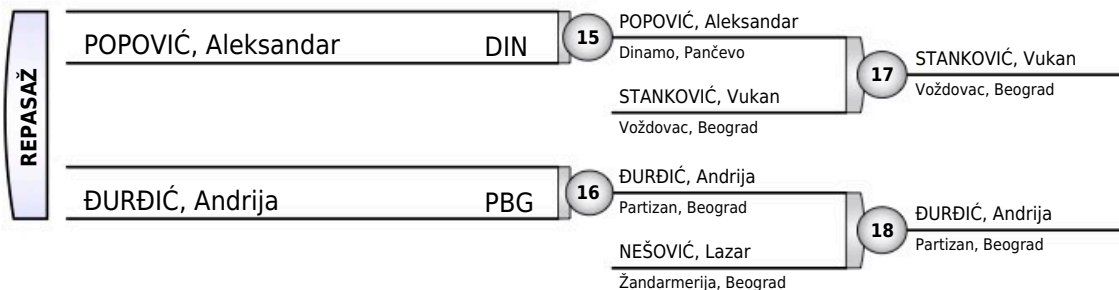 REPASAŽ
POPOVIĆ, Aleksandar DIN
15
POPOVIĆ, Aleksandar
Dinamo, Pančevo
STANKOVIĆ, Vukan
Voždovac, Beograd
17
STANKOVIĆ, Vukan
Voždovac, Beograd
ĐURĐIĆ, Andrija PBG
16
ĐURĐIĆ, Andrija
Partizan, Beograd
NEŠOVIĆ, Lazar
Žandarmerija, Beograd
18
ĐURĐIĆ, Andrija
Partizan, Beograd